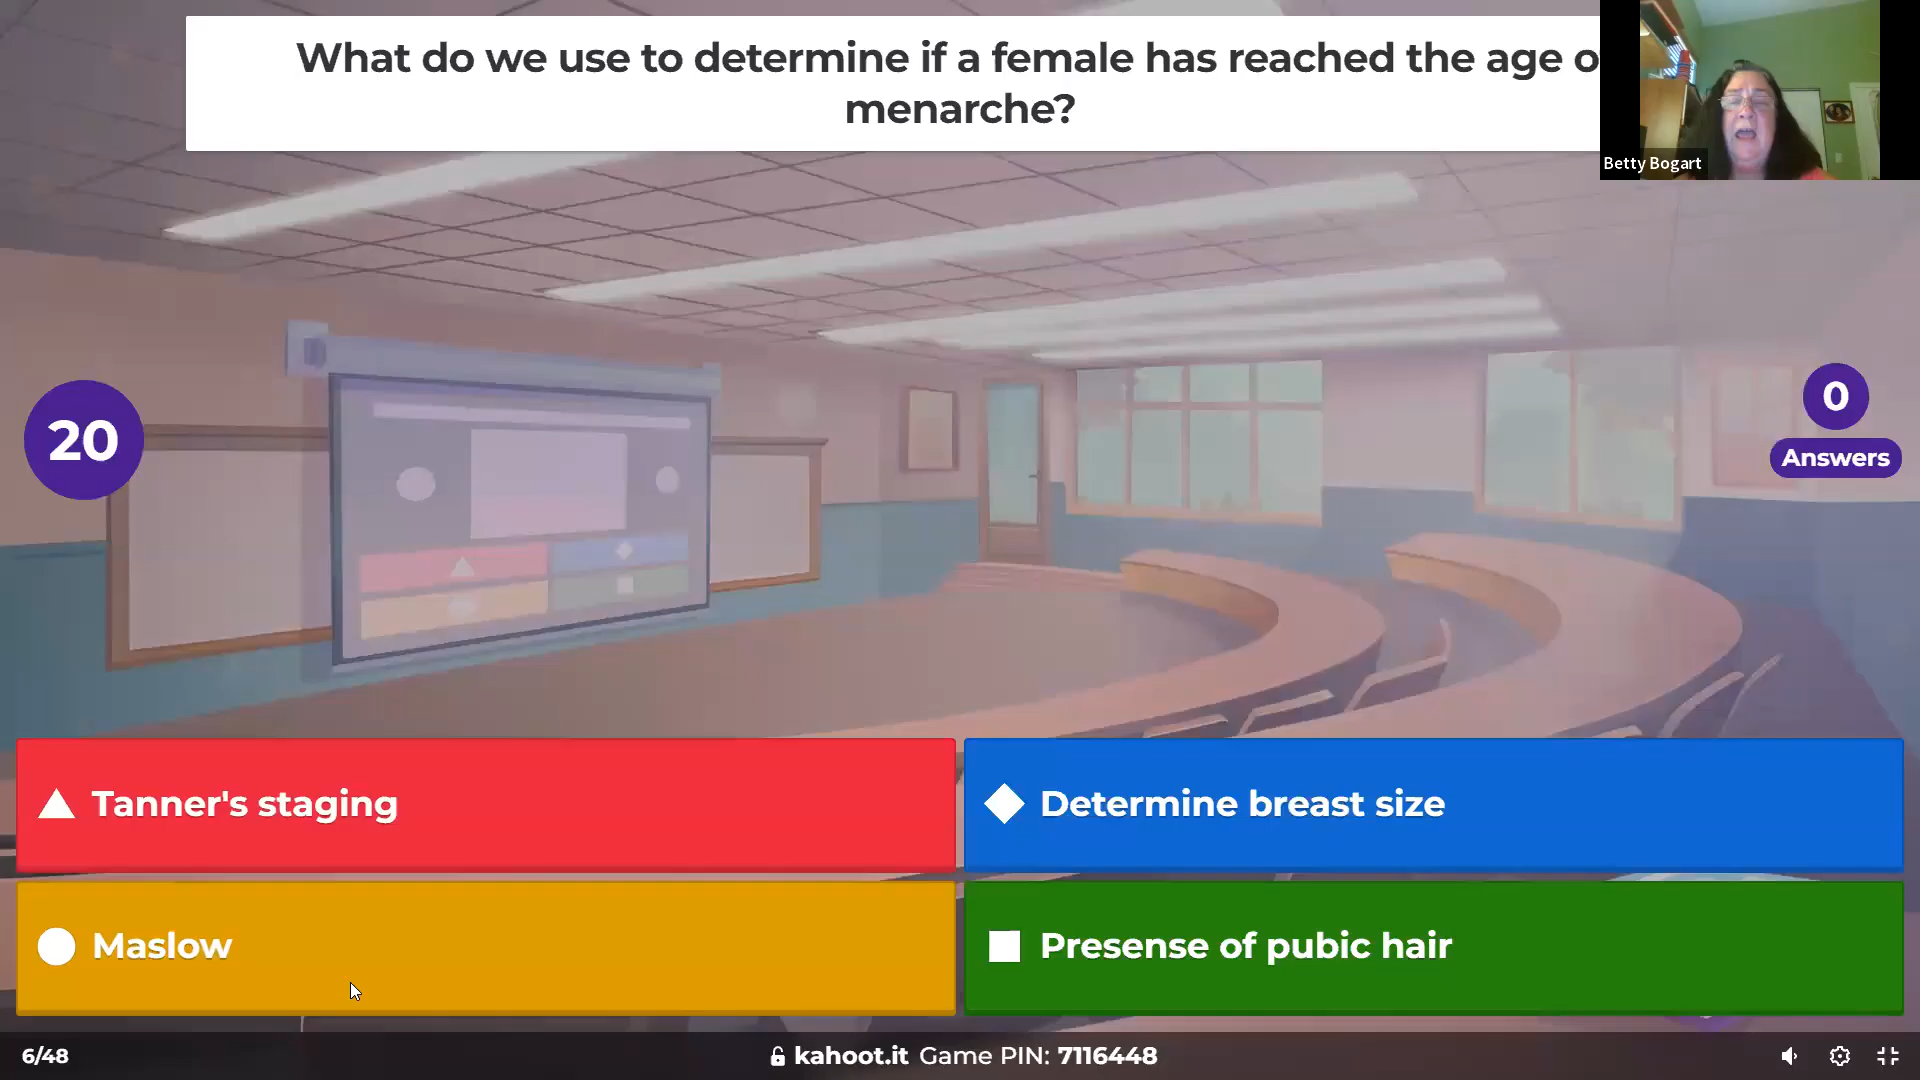 What do we use to determine if a female has reached the age o
menarche?
Betty Bogart
20
0
Answers
Tanner's staging
Determine breast size
Maslow
Presense of pubic hair
6/48
kahoot.it Game PIN: 7116448